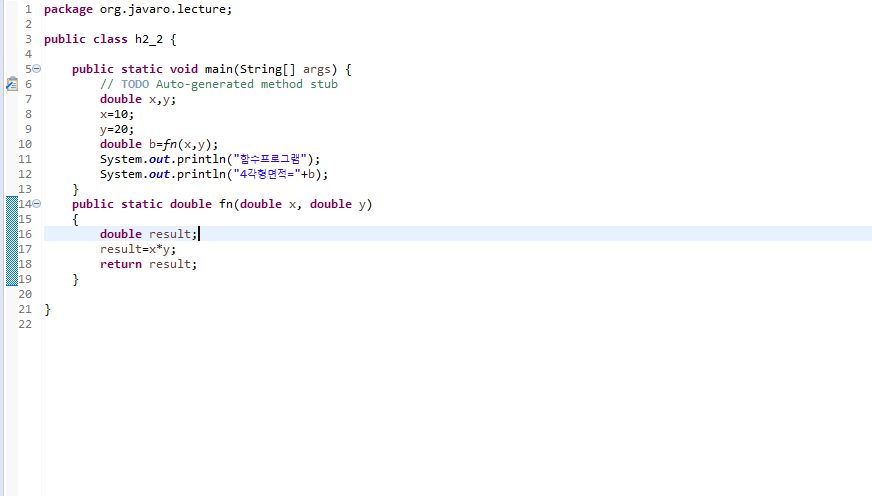 1 package org.javaro.lecture;
2
3 public class h2_2 {
4
5 public static void main(String[] args) {
6 // TODO Auto-generated method stub
7 double x,y;
8 x=10;
9 y=20;
10 double b=fn(x,y);
11 System.out.println("함수프로그램");
12 System.out.println("4각형면적="+b);
13 }
14 public static double fn(double x, double y)
15 {
16 double result;
17 result=x*y;
18 return result;
19 }
20
21 }
22